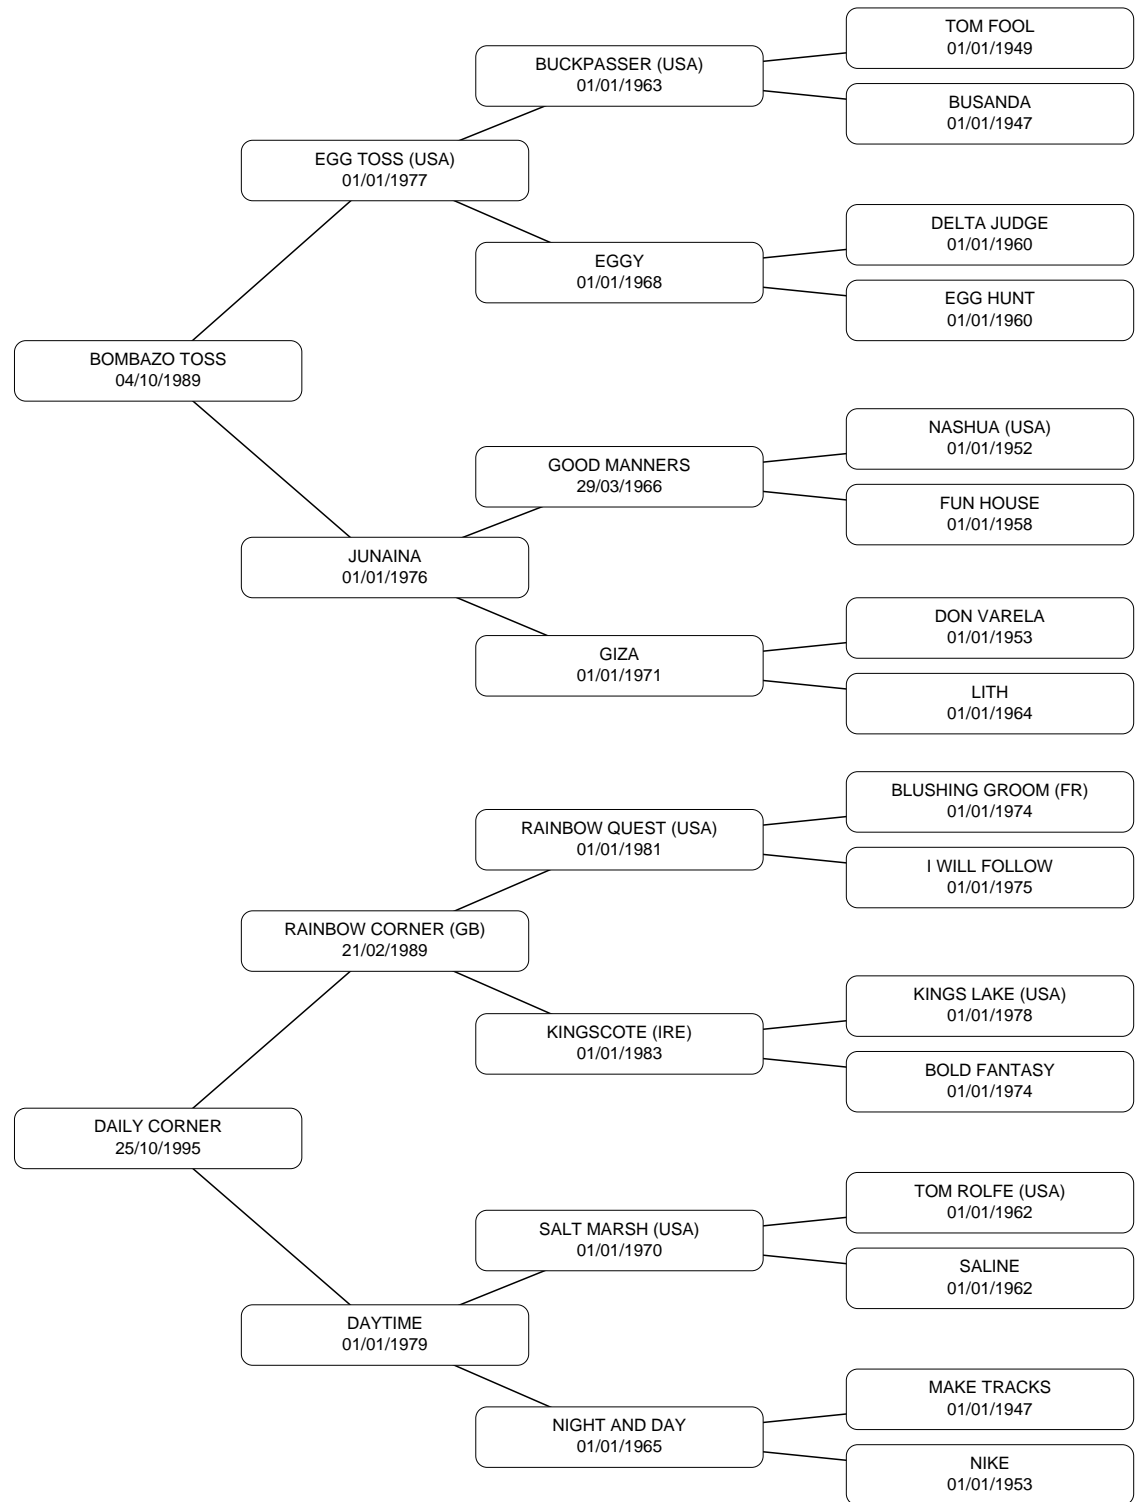 TOM FOOL
01/01/1949
BUCKPASSER (USA)
01/01/1963
BUSANDA
01/01/1947
EGG TOSS (USA)
01/01/1977
DELTA JUDGE
01/01/1960
EGGY
01/01/1968
EGG HUNT
01/01/1960
BOMBAZO TOSS
04/10/1989
NASHUA (USA)
01/01/1952
GOOD MANNERS
29/03/1966
FUN HOUSE
01/01/1958
JUNAINA
01/01/1976
DON VARELA
01/01/1953
GIZA
01/01/1971
LITH
01/01/1964
BLUSHING GROOM (FR)
01/01/1974
RAINBOW QUEST (USA)
01/01/1981
I WILL FOLLOW
01/01/1975
RAINBOW CORNER (GB)
21/02/1989
KINGS LAKE (USA)
01/01/1978
KINGSCOTE (IRE)
01/01/1983
BOLD FANTASY
01/01/1974
DAILY CORNER
25/10/1995
TOM ROLFE (USA)
01/01/1962
SALT MARSH (USA)
01/01/1970
SALINE
01/01/1962
DAYTIME
01/01/1979
MAKE TRACKS
01/01/1947
NIGHT AND DAY
01/01/1965
NIKE
01/01/1953